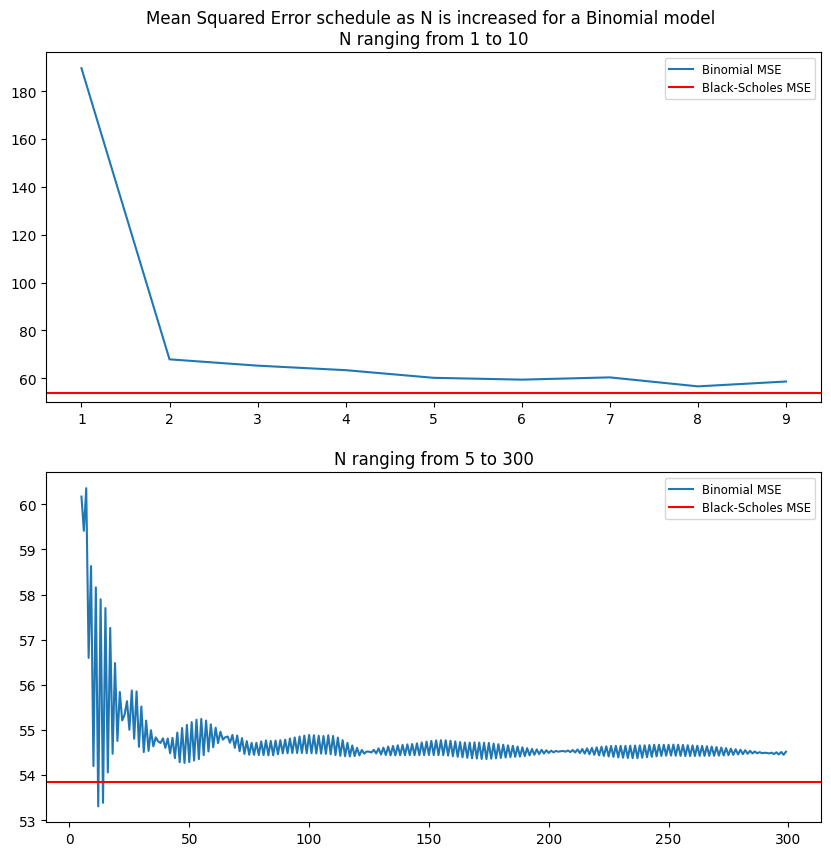 Mean Squared Error schedule as N is increased for a Binomial model
N ranging from 1 to 10
Binomial MSE
Black-Scholes MSE
180
160
140
120
100
80
60
1 2 3 4 5 6 7 8 9
N ranging from 5 to 300
Binomial MSE
Black-Scholes MSE
60
59
58
57
56
55
54
53
0 50 100 150 200 250 300